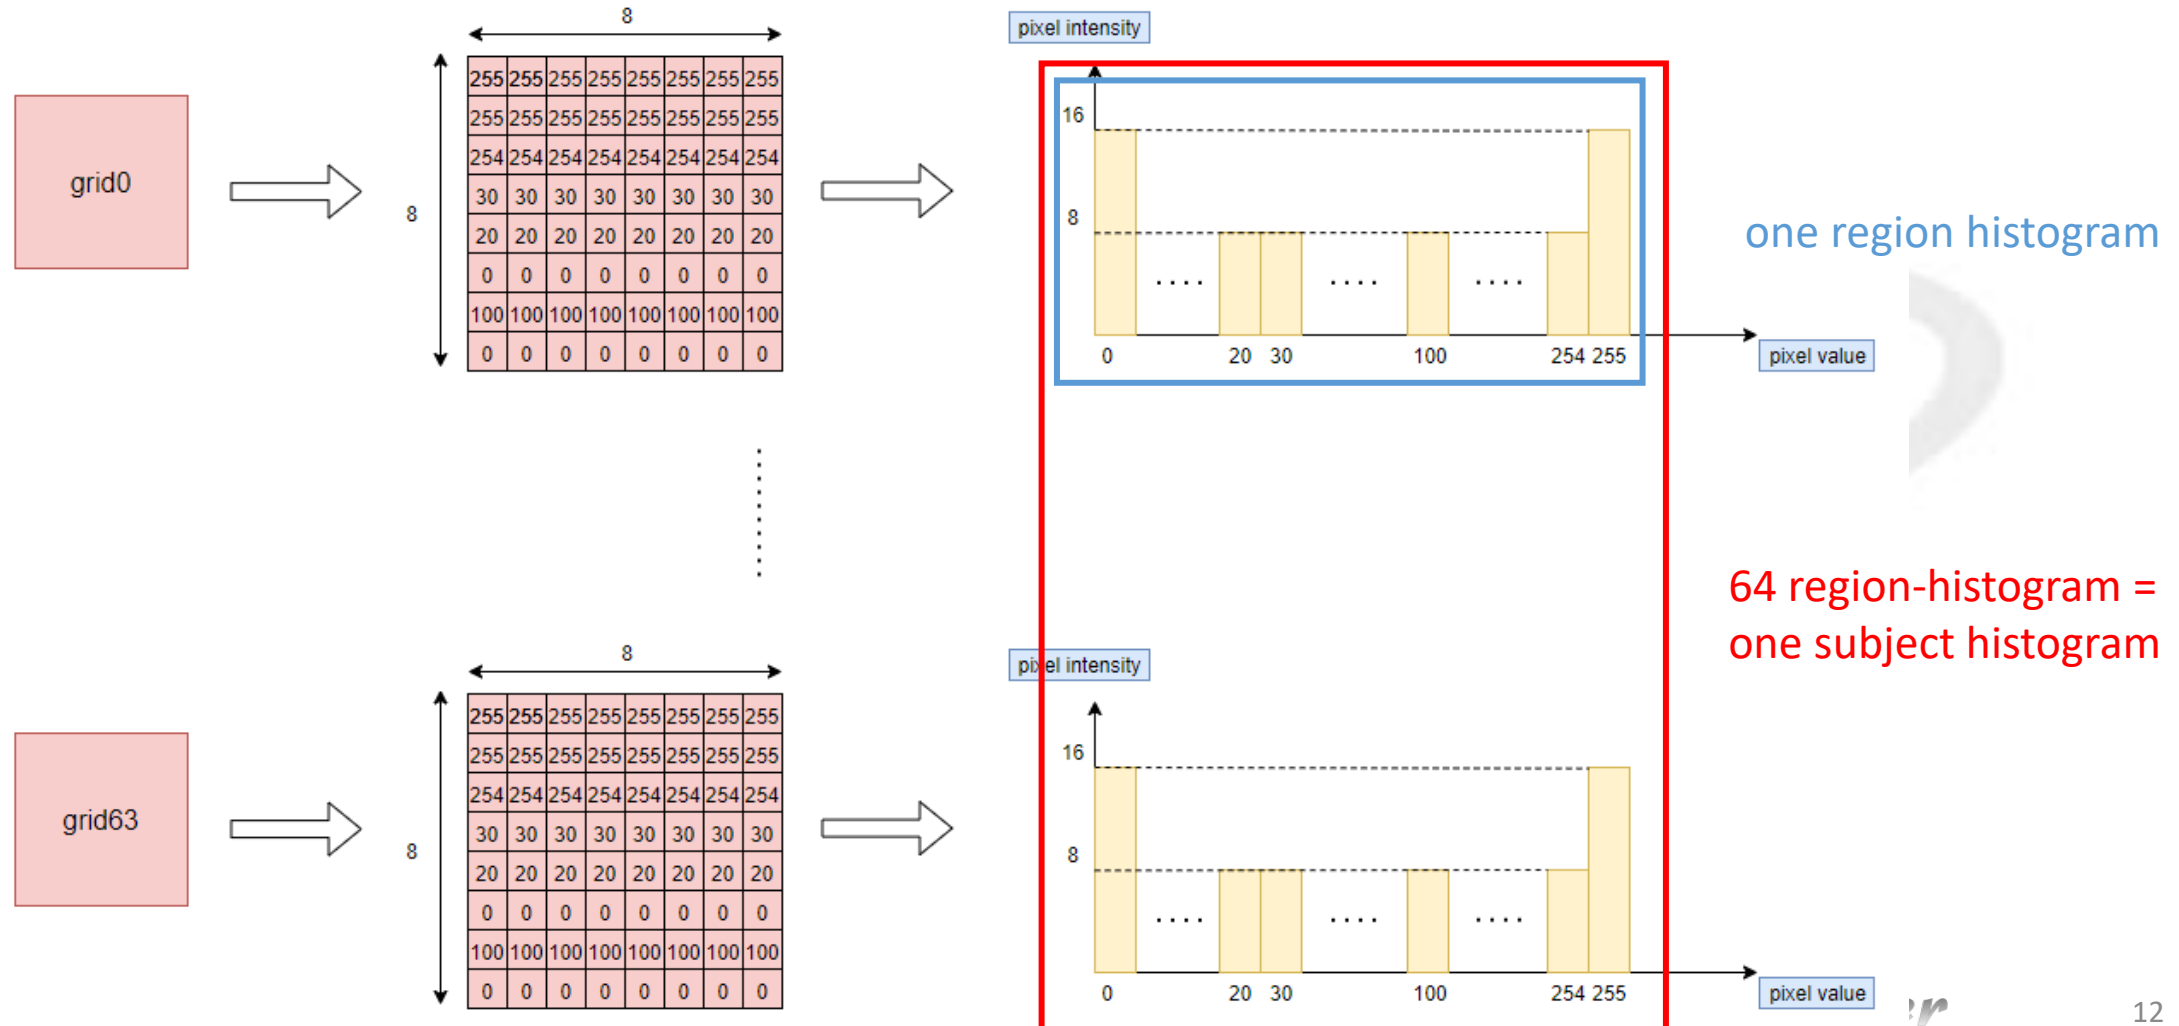 8
pixel intensity
grid0
8
255 255 255 255 255 255 255 255
255 255 255 255 255 255 255 255
254 254 254 254 254 254 254 254
30 30 30 30 30 30 30 30
20 20 20 20 20 20 20 20
0 0 0 0 0 0 0 0
100 100 100 100 100 100 100 100
0 0 0 0 0 0 0 0
16
8
.... .... ....
0 20 30 100 254 255
pixel value
one region histogram
64 region-histogram =
one subject histogram
8
pixel intensity
grid63
8
255 255 255 255 255 255 255 255
255 255 255 255 255 255 255 255
254 254 254 254 254 254 254 254
30 30 30 30 30 30 30 30
20 20 20 20 20 20 20 20
0 0 0 0 0 0 0 0
100 100 100 100 100 100 100 100
0 0 0 0 0 0 0 0
16
8
.... .... ....
0 20 30 100 254 255
pixel value
12